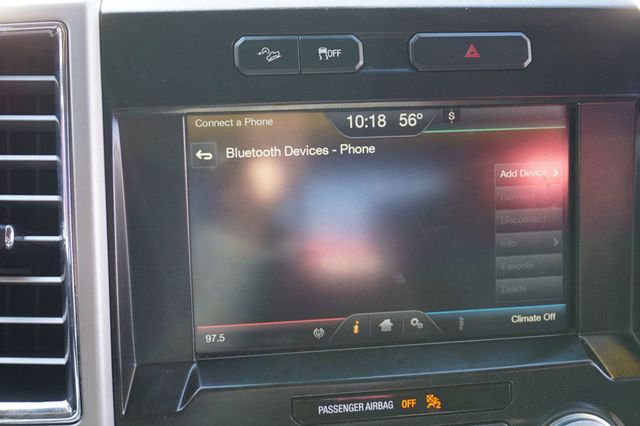 OFF
Connect a Phone
10:18 56°
Bluetooth Devices - Phone
Add Device
Connect
Disconnect
Info
Favorite
Delete
97.5
Climate Off
PASSENGER AIRBAG OFF 2